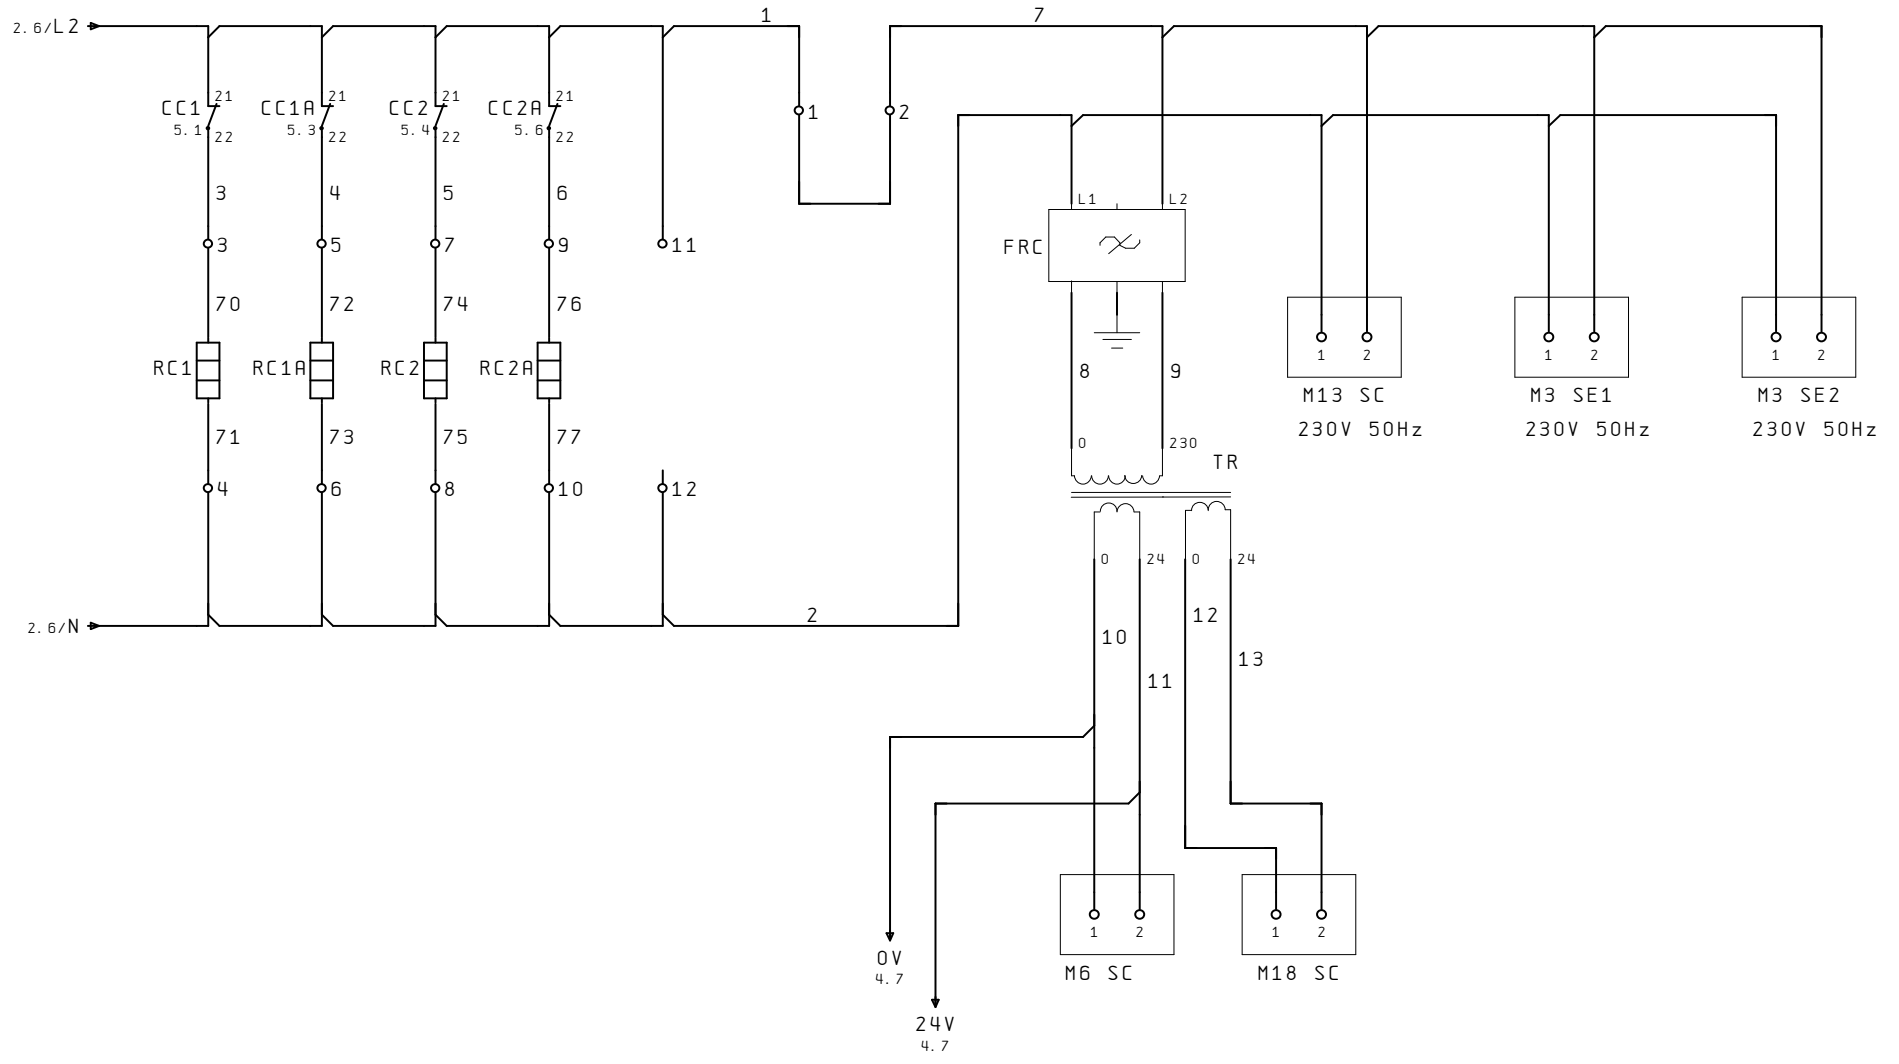 1
7
2.6/L2
CC1
5.1
21
22
CC1A
5.3
21
22
CC2
5.4
21
22
CC2A
5.6
21
22
1
2
3
4
5
6
L1
L2
FRC
3
5
7
9
11
70
72
74
76
RC1
RC1A
RC2
RC2A
8
9
1
2
M13 SC
230V 50Hz
1
2
M3 SE1
230V 50Hz
1
2
M3 SE2
230V 50Hz
71
73
75
77
0
230
TR
4
6
8
10
12
0
24
0
24
2.6/N
2
10
11
12
13
1
2
M6 SC
1
2
M18 SC
0V
4.7
24V
4.7